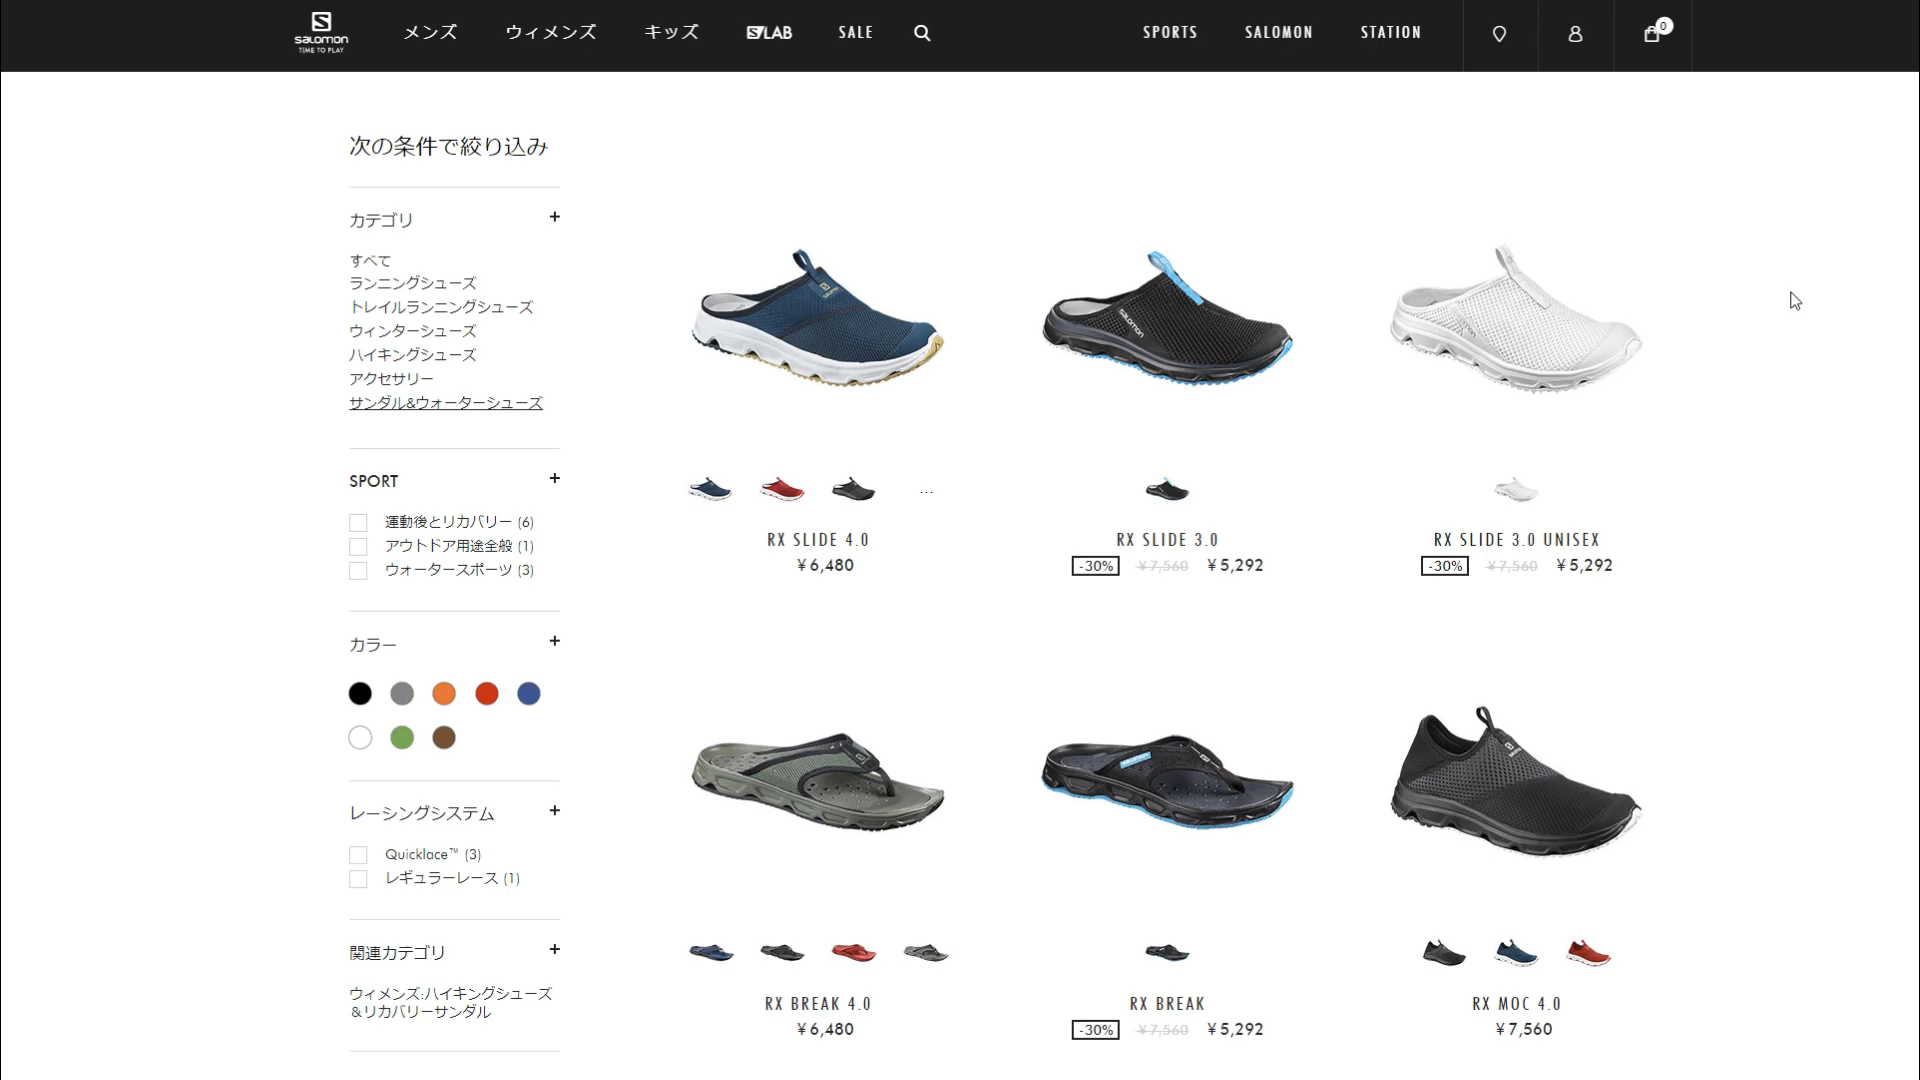 salomon
TIME TO PLAY
メンズ
ウィメンズ
キッズ
S/LAB
SALE
SPORTS
SALOMON
STATION
0
次の条件で絞り込み
カテゴリ +
すべて
ランニングシューズ
トレイルランニングシューズ
ウィンターシューズ
ハイキングシューズ
アクセサリー
サンダル&ウォーターシューズ
SPORT +
運動後とリカバリー (6)
アウトドア用途全般 (1)
ウォータースポーツ (3)
カラー +
レーシングシステム +
Quicklace™ (3)
レギュラーレース (1)
関連カテゴリ +
ウィメンズ:ハイキングシューズ
&リカバリーサンダル
...
RX SLIDE 4.0
¥6,480
RX SLIDE 3.0
-30% ¥7,560 ¥5,292
RX SLIDE 3.0 UNISEX
-30% ¥7,560 ¥5,292
RX BREAK 4.0
¥6,480
RX BREAK
-30% ¥7,560 ¥5,292
RX MOC 4.0
¥7,560